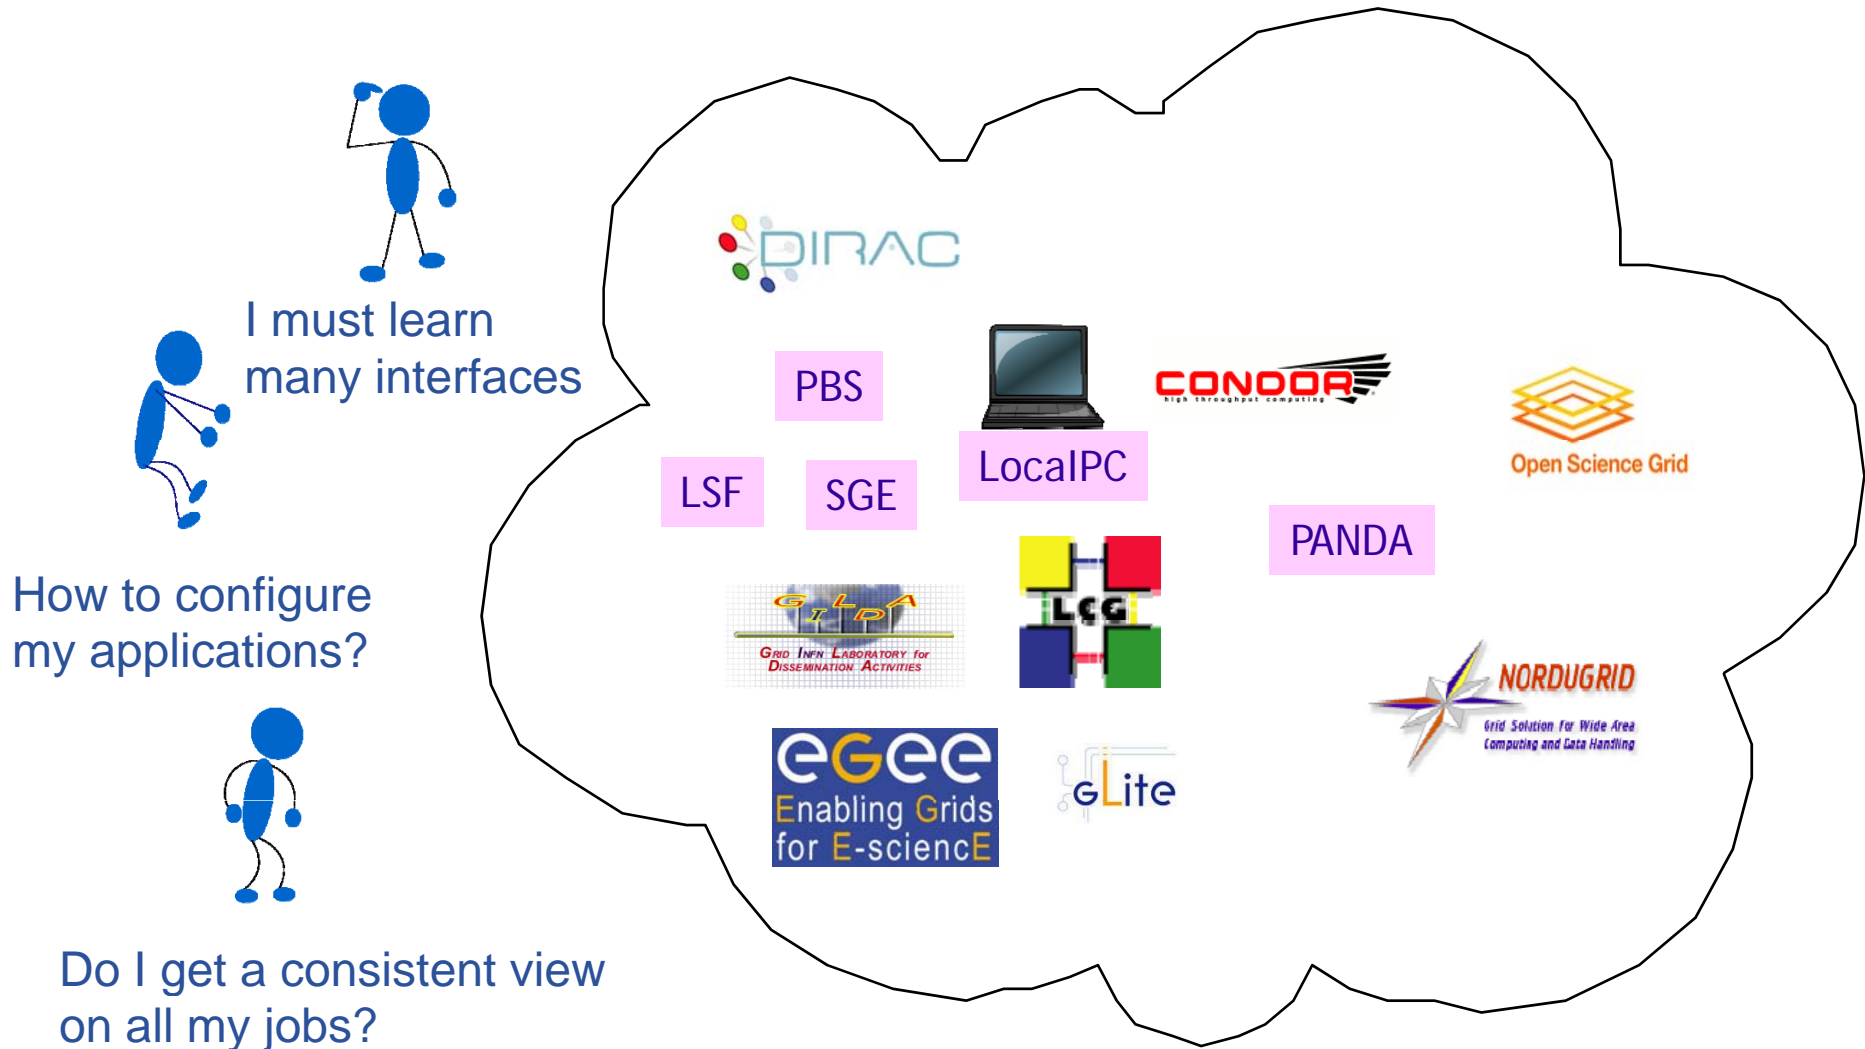 I must learn
many interfaces
How to configure
my applications?
Do I get a consistent view
on all my jobs?
DIRAC
PBS
CONDOR
high throughput computing
Open Science Grid
LSF
SGE
LocalPC
PANDA
GILDA
GRID INFN LABORATORY for
DISSEMINATION ACTIVITIES
LCG
NORDUGRID
Grid Solution For Wide Area
Computing and Data Handling
eGee
Enabling Grids
for E-sciencE
gLite